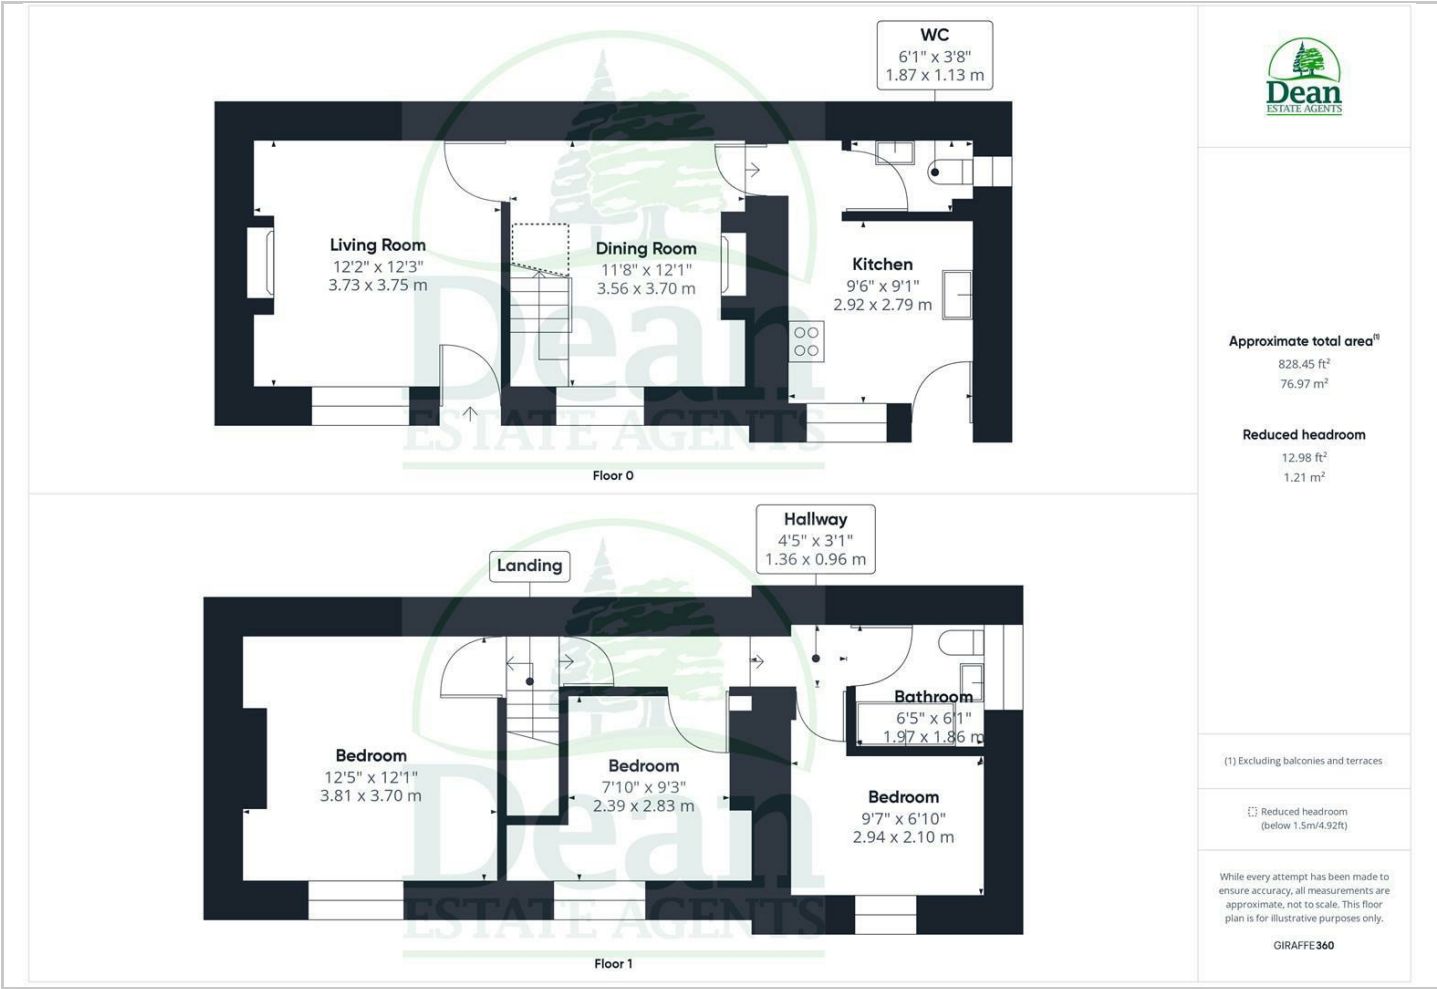 WC
6'1" x 3'8"
1.87 x 1.13 m
Living Room
12'2" x 12'3"
3.73 x 3.75 m
Dining Room
11'8" x 12'1"
3.56 x 3.70 m
Kitchen
9'6" x 9'1"
2.92 x 2.79 m
Dean
ESTATE AGENTS
Floor 0
Landing
Hallway
4'5" x 3'1"
1.36 x 0.96 m
Bedroom
12'5" x 12'1"
3.81 x 3.70 m
Bedroom
7'10" x 9'3"
2.39 x 2.83 m
Bathroom
6'5" x 6'1"
1.97 x 1.86 m
Bedroom
9'7" x 6'10"
2.94 x 2.10 m
Dean
ESTATE AGENTS
Floor 1
Dean
ESTATE AGENTS
Approximate total area(1)
828.45 ft²
76.97 m²
Reduced headroom
12.98 ft²
1.21 m²
(1) Excluding balconies and terraces
Reduced headroom
(below 1.5m/4.92ft)
While every attempt has been made to
ensure accuracy, all measurements are
approximate, not to scale. This floor
plan is for illustrative purposes only.
GIRAFFE360